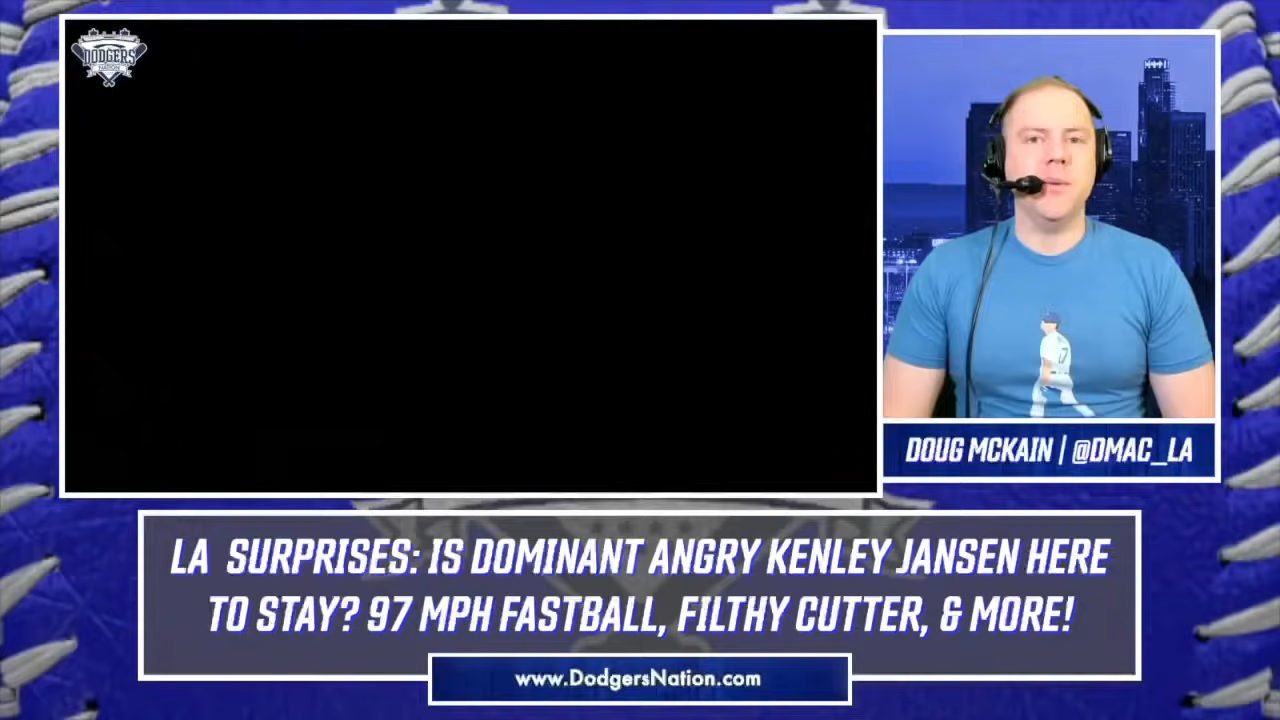 DODGERS
NATION
17
DOUG MCKAIN | @DMAC_LA
LA SURPRISES: IS DOMINANT ANGRY KENLEY JANSEN HERE
TO STAY? 97 MPH FASTBALL, FILTHY CUTTER, & MORE!
www.DodgersNation.com